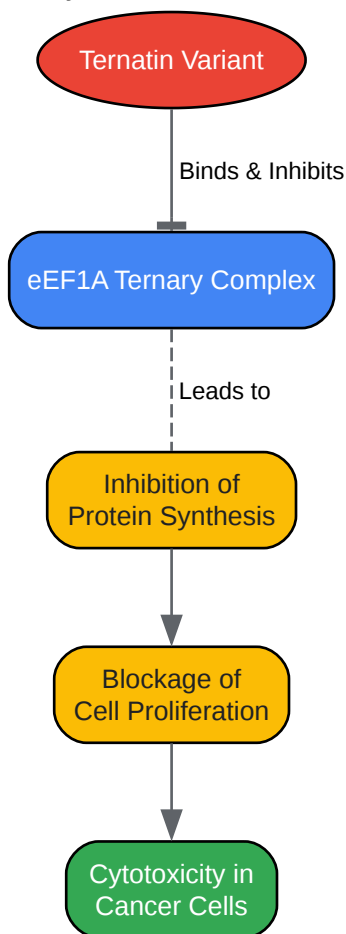 Ternatin Variant
Binds & Inhibits
eEF1A Ternary Complex
Leads to
Inhibition of
Protein Synthesis
Blockage of
Cell Proliferation
Cytotoxicity in
Cancer Cells